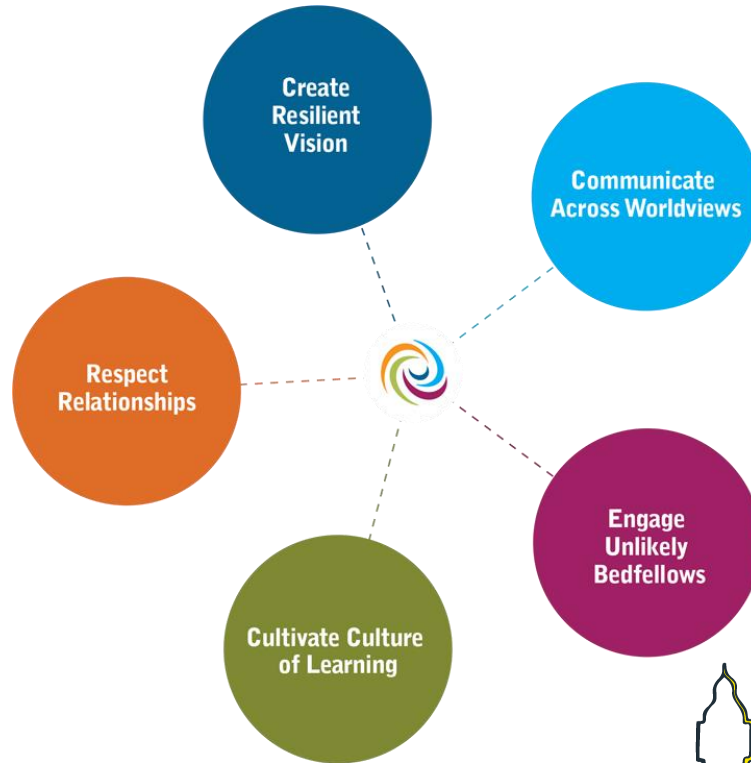 Create
Resilient
Vision
Communicate
Across Worldviews
Respect
Relationships
Engage
Unlikely
Bedfellows
Cultivate Culture
of Learning